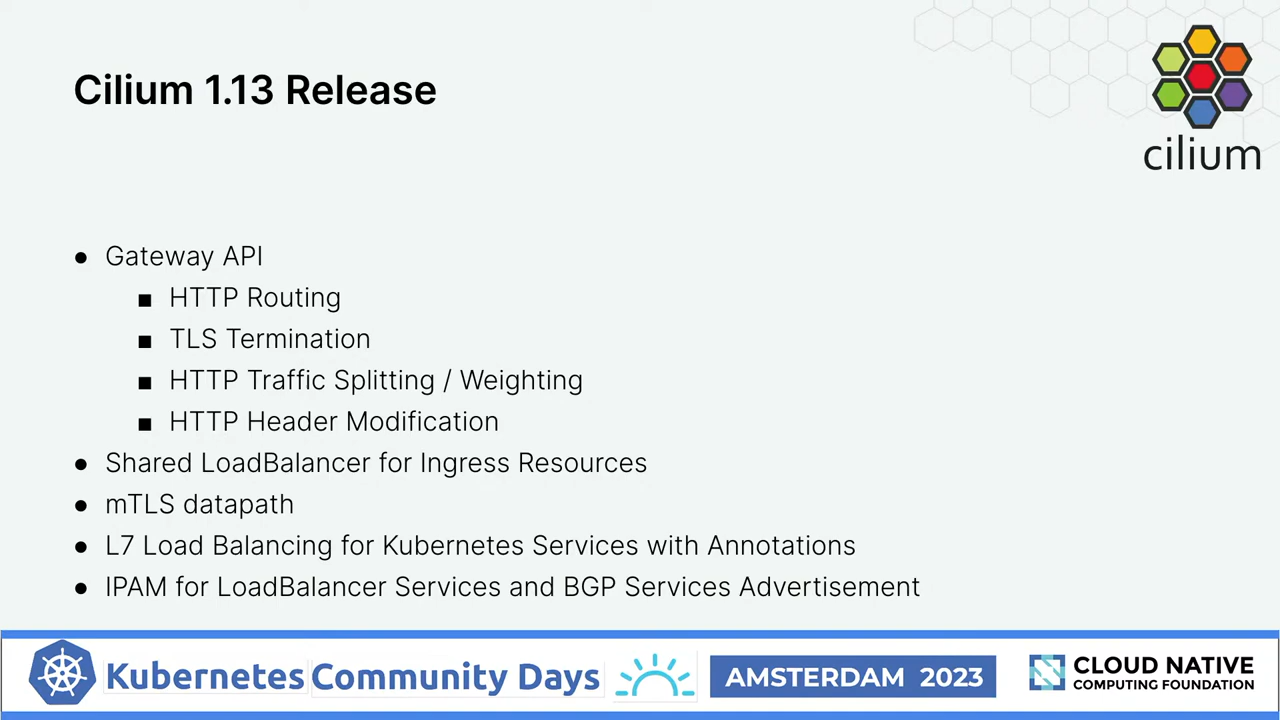 Cilium 1.13 Release
cilium
● Gateway API
■ HTTP Routing
■ TLS Termination
■ HTTP Traffic Splitting / Weighting
■ HTTP Header Modification
● Shared LoadBalancer for Ingress Resources
● mTLS datapath
● L7 Load Balancing for Kubernetes Services with Annotations
● IPAM for LoadBalancer Services and BGP Services Advertisement
Kubernetes Community Days
AMSTERDAM 2023
CLOUD NATIVE
COMPUTING FOUNDATION